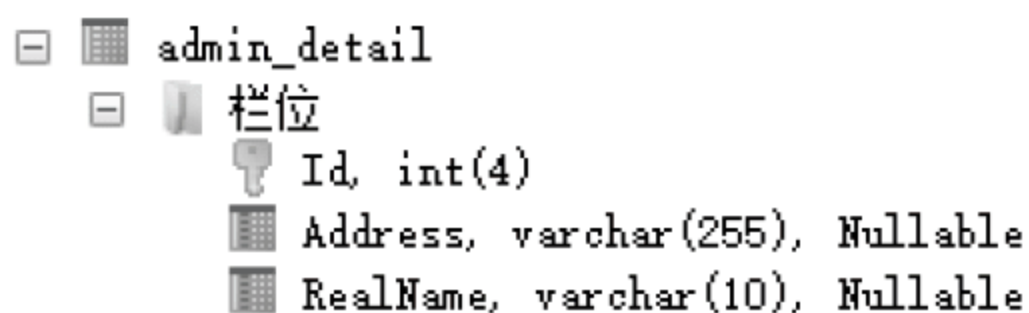 admin_detail
栏位
Id, int(4)
Address, varchar(255), Nullable
RealName, varchar(10), Nullable